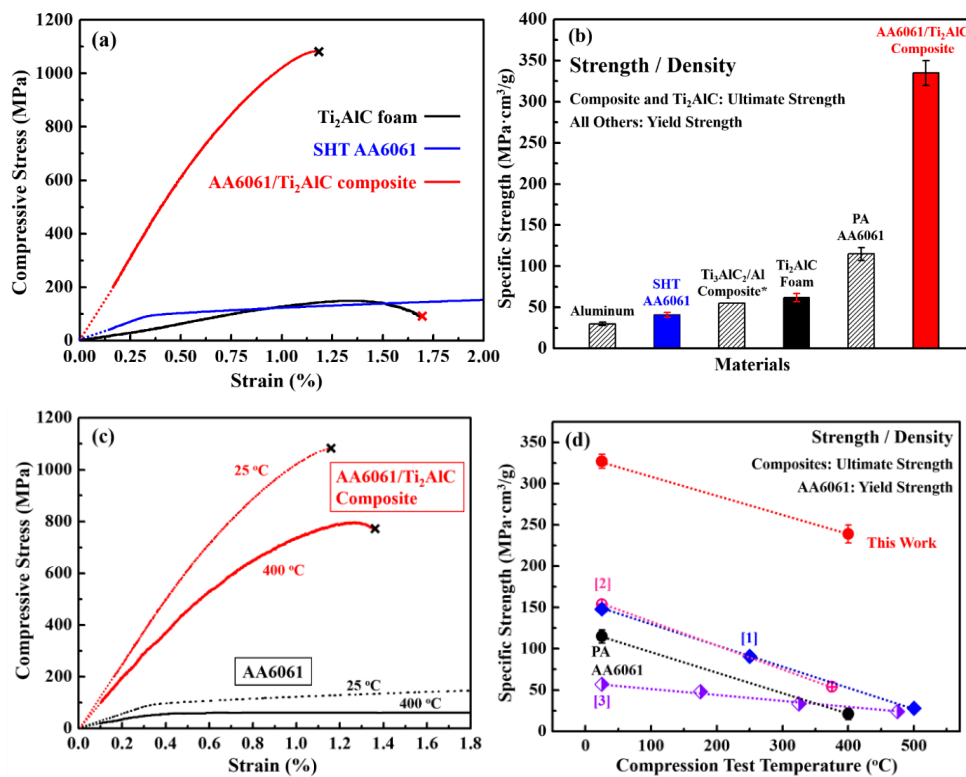 (a)
Compressive Stress (MPa)
1000
800
600
400
200
0
Ti₂AlC foam
SHT AA6061
AA6061/Ti₂AlC composite
0.00 0.25 0.50 0.75 1.00 1.25 1.50 1.75 2.00
Strain (%)
(b)
Specific Strength (MPa·cm³/g)
400
350
300
250
200
150
100
50
0
Strength / Density
Composite and Ti₂AlC: Ultimate Strength
All Others: Yield Strength
AA6061/Ti₂AlC
Composite
PA
AA6061
Ti₃AlC₂/Al
Composite*
Ti₂AlC
Foam
SHT
AA6061
Aluminum
Materials
(c)
Compressive Stress (MPa)
1200
1000
800
600
400
200
0
25 °C
AA6061/Ti₂AlC
Composite
400 °C
AA6061
25 °C
400 °C
0.0 0.2 0.4 0.6 0.8 1.0 1.2 1.4 1.6 1.8
Strain (%)
(d)
Specific Strength (MPa·cm³/g)
350
300
250
200
150
100
50
0
Strength / Density
Composites: Ultimate Strength
AA6061: Yield Strength
This Work
[2]
[1]
PA
AA6061
[3]
0 100 200 300 400 500
Compression Test Temperature (°C)